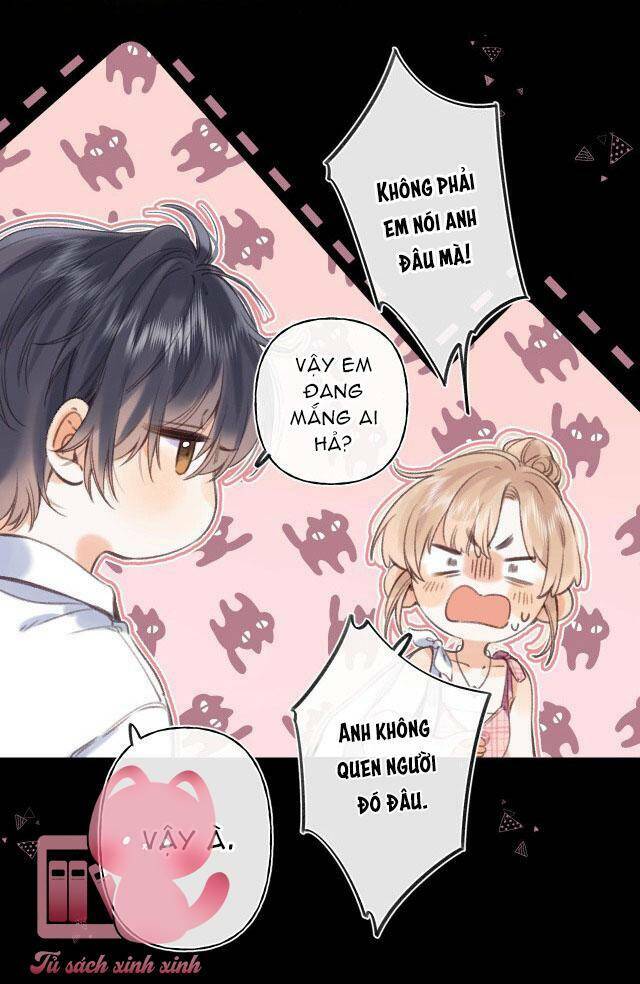 KHÔNG PHẢI
EM NÓI ANH
ĐÂU MÀ!
VẬY EM
ĐANG
MẮNG AI
HẢ?
ANH KHÔNG
QUEN NGƯỜI
ĐÓ ĐÂU.
VẬY À.
Tủ sách xinh xinh